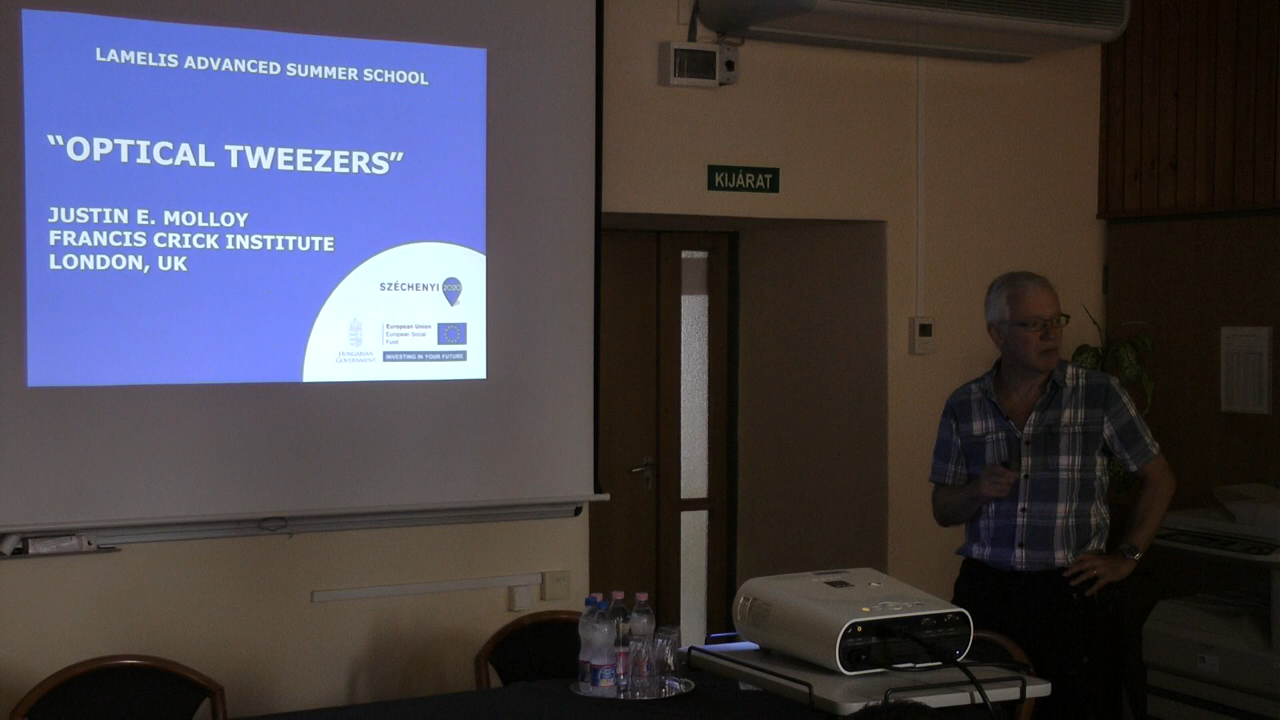 LAMELIS ADVANCED SUMMER SCHOOL
“OPTICAL TWEEZERS”
JUSTIN E. MOLLOY
FRANCIS CRICK INSTITUTE
LONDON, UK
SZÉCHENYI 2020
HUNGARIAN
GOVERNMENT
European Union
European Social
Fund
INVESTING IN YOUR FUTURE
KIJÁRAT